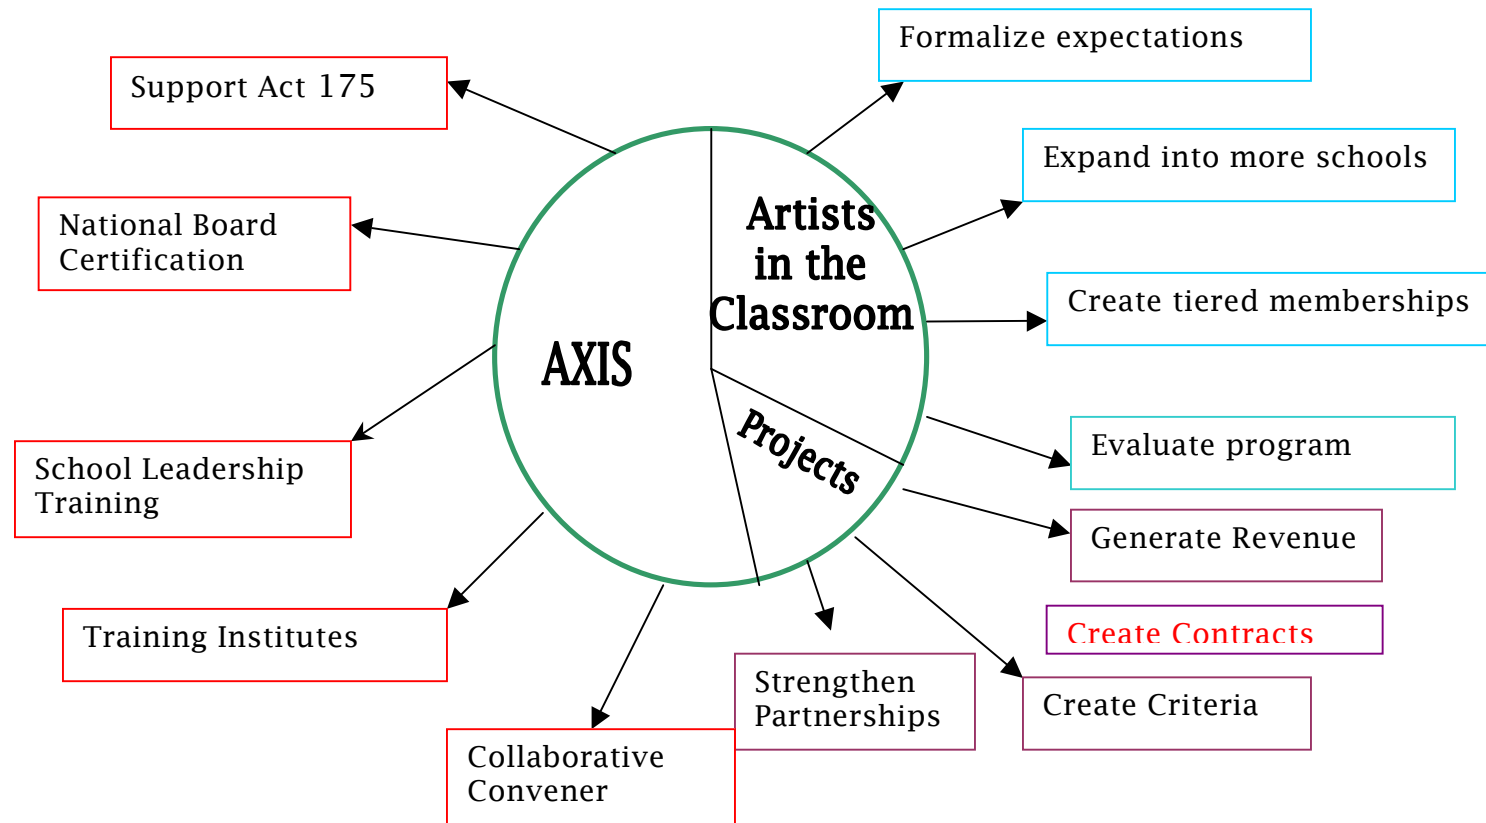 Formalize expectations
Support Act 175
Expand into more schools
National Board
Certification
Artists
in the
Classroom
Create tiered memberships
AXIS
Projects
Evaluate program
School Leadership
Training
Generate Revenue
Training Institutes
Create Contracts
Strengthen
Partnerships
Create Criteria
Collaborative
Convener